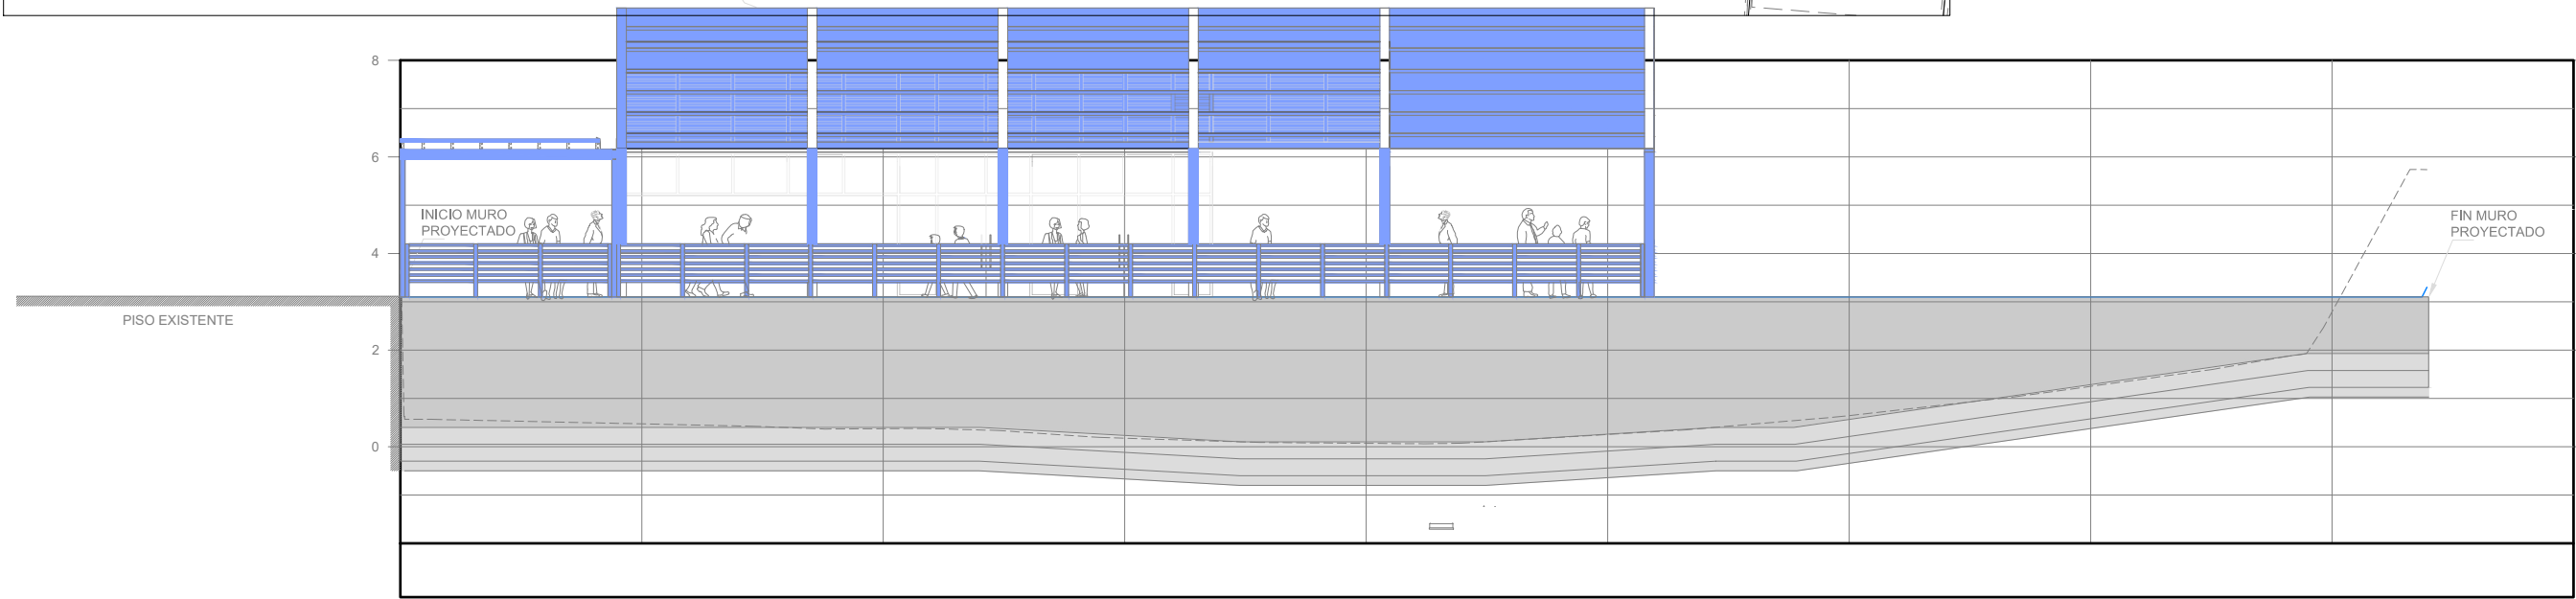 8
6
INICIO MURO
PROYECTADO
FIN MURO
PROYECTADO
4
PISO EXISTENTE
2
0